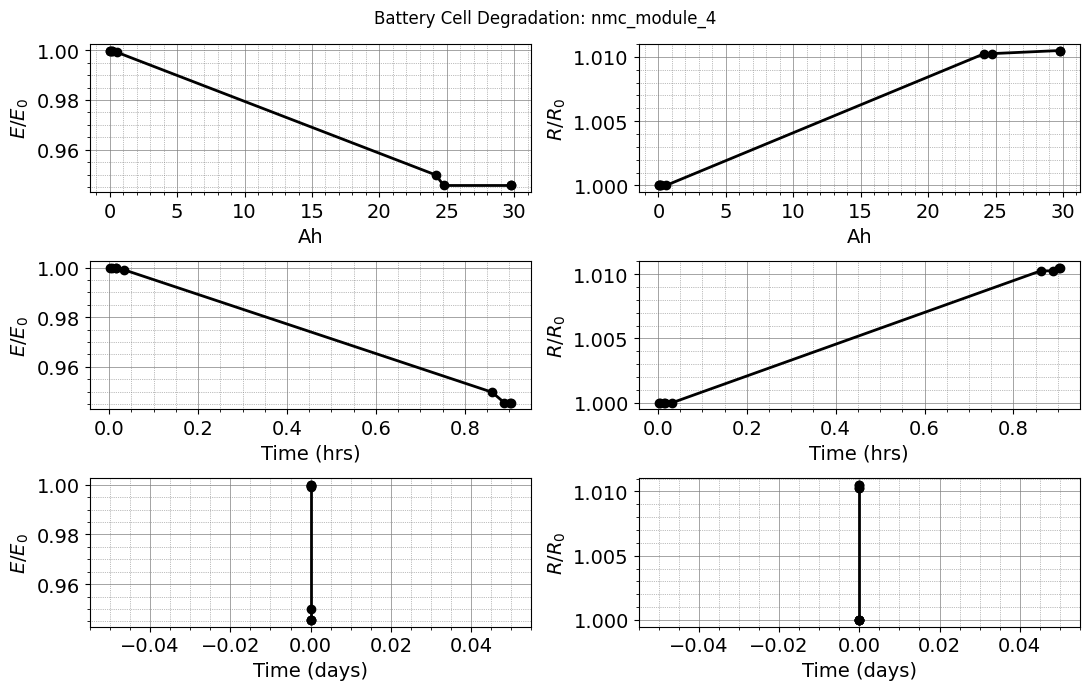 Battery Cell Degradation: nmc_module_4
1.00
0.98
0.96
E/E₀
0 5 10 15 20 25 30
Ah
1.010
1.005
1.000
R/R₀
0 5 10 15 20 25 30
Ah
1.00
0.98
0.96
E/E₀
0.0 0.2 0.4 0.6 0.8
Time (hrs)
1.010
1.005
1.000
R/R₀
0.0 0.2 0.4 0.6 0.8
Time (hrs)
1.00
0.98
0.96
E/E₀
−0.04 −0.02 0.00 0.02 0.04
Time (days)
1.010
1.005
1.000
R/R₀
−0.04 −0.02 0.00 0.02 0.04
Time (days)